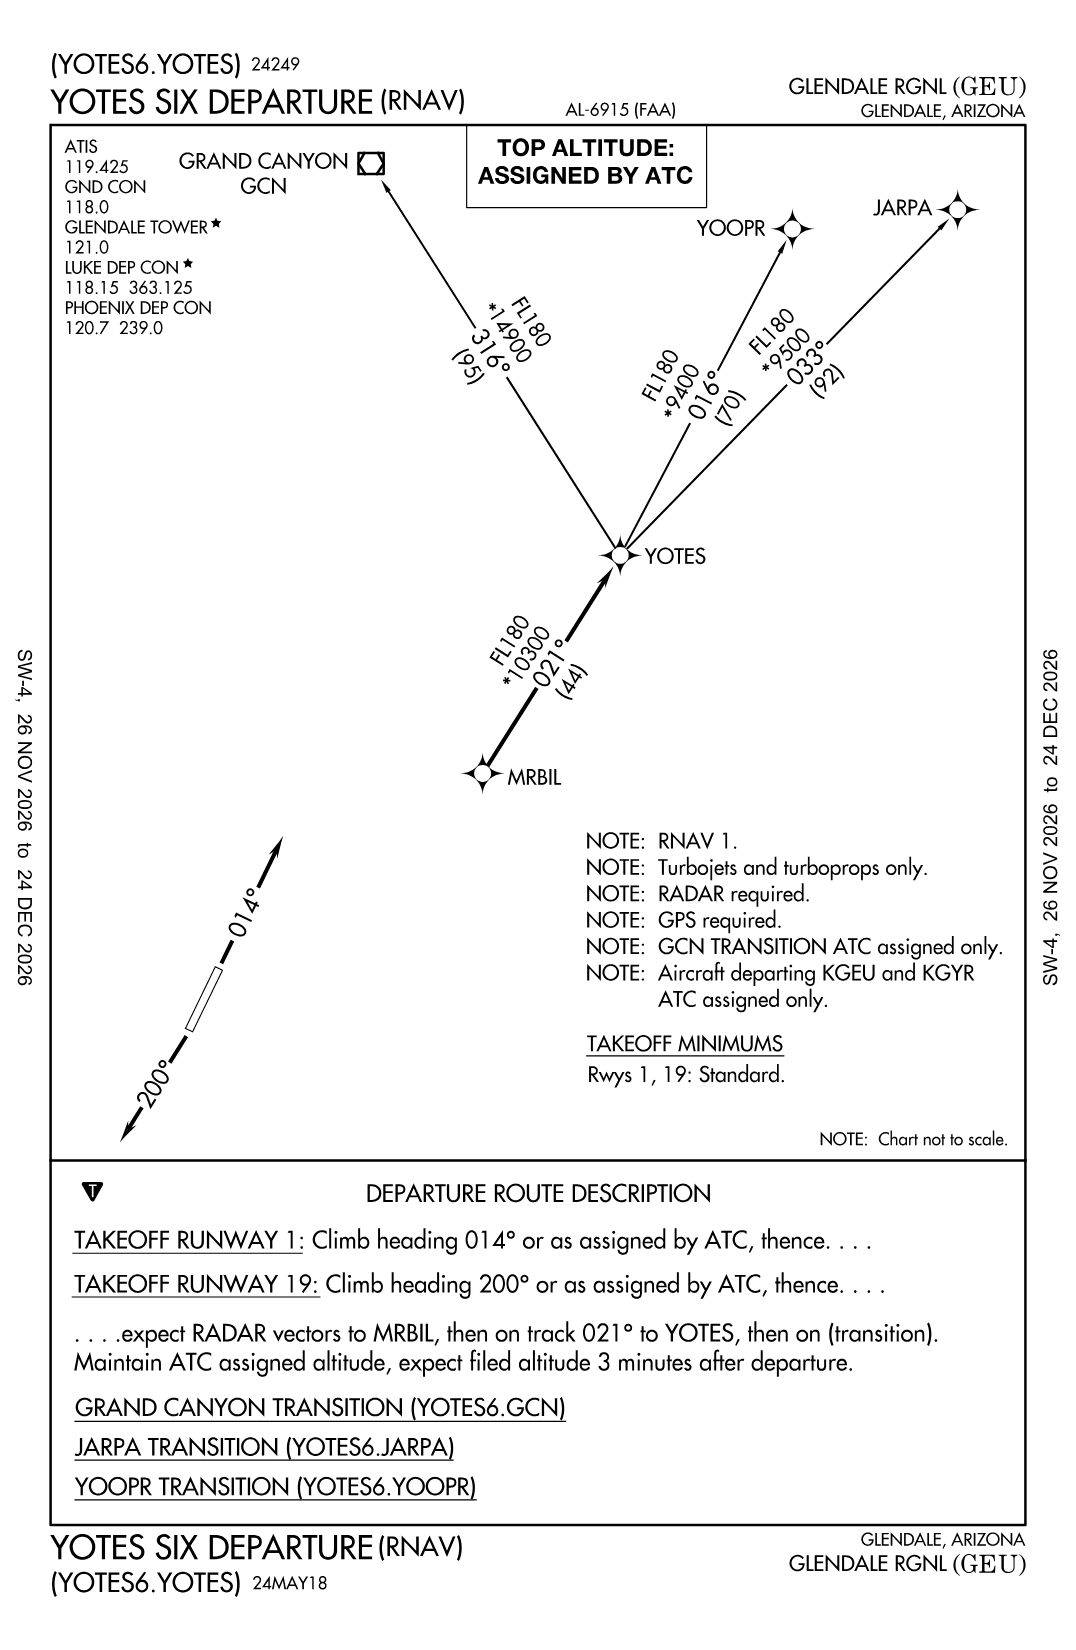 (YOTES6.YOTES) 24249
YOTES SIX DEPARTURE (RNAV)
AL-6915 (FAA)
GLENDALE RGNL (GEU)
GLENDALE, ARIZONA
ATIS
119.425
GND CON
118.0
GLENDALE TOWER★
121.0
LUKE DEP CON★
118.15 363.125
PHOENIX DEP CON
120.7 239.0
GRAND CANYON
GCN
TOP ALTITUDE:
ASSIGNED BY ATC
YOOPR
JARPA
FL180
*14900
316°
(95)
FL180
*9400
016°
(70)
FL180
*9500
033°
(92)
YOTES
FL180
*10300
021°
(44)
MRBIL
014°
200°
NOTE: RNAV 1.
NOTE: Turbojets and turboprops only.
NOTE: RADAR required.
NOTE: GPS required.
NOTE: GCN TRANSITION ATC assigned only.
NOTE: Aircraft departing KGEU and KGYR
ATC assigned only.
TAKEOFF MINIMUMS
Rwys 1, 19: Standard.
NOTE: Chart not to scale.
SW-4, 26 NOV 2026 to 24 DEC 2026
SW-4, 26 NOV 2026 to 24 DEC 2026
T
DEPARTURE ROUTE DESCRIPTION
TAKEOFF RUNWAY 1: Climb heading 014° or as assigned by ATC, thence. . . .
TAKEOFF RUNWAY 19: Climb heading 200° or as assigned by ATC, thence. . . .
. . . .expect RADAR vectors to MRBIL, then on track 021° to YOTES, then on (transition).
Maintain ATC assigned altitude, expect filed altitude 3 minutes after departure.
GRAND CANYON TRANSITION (YOTES6.GCN)
JARPA TRANSITION (YOTES6.JARPA)
YOOPR TRANSITION (YOTES6.YOOPR)
YOTES SIX DEPARTURE (RNAV)
(YOTES6.YOTES) 24MAY18
GLENDALE, ARIZONA
GLENDALE RGNL (GEU)